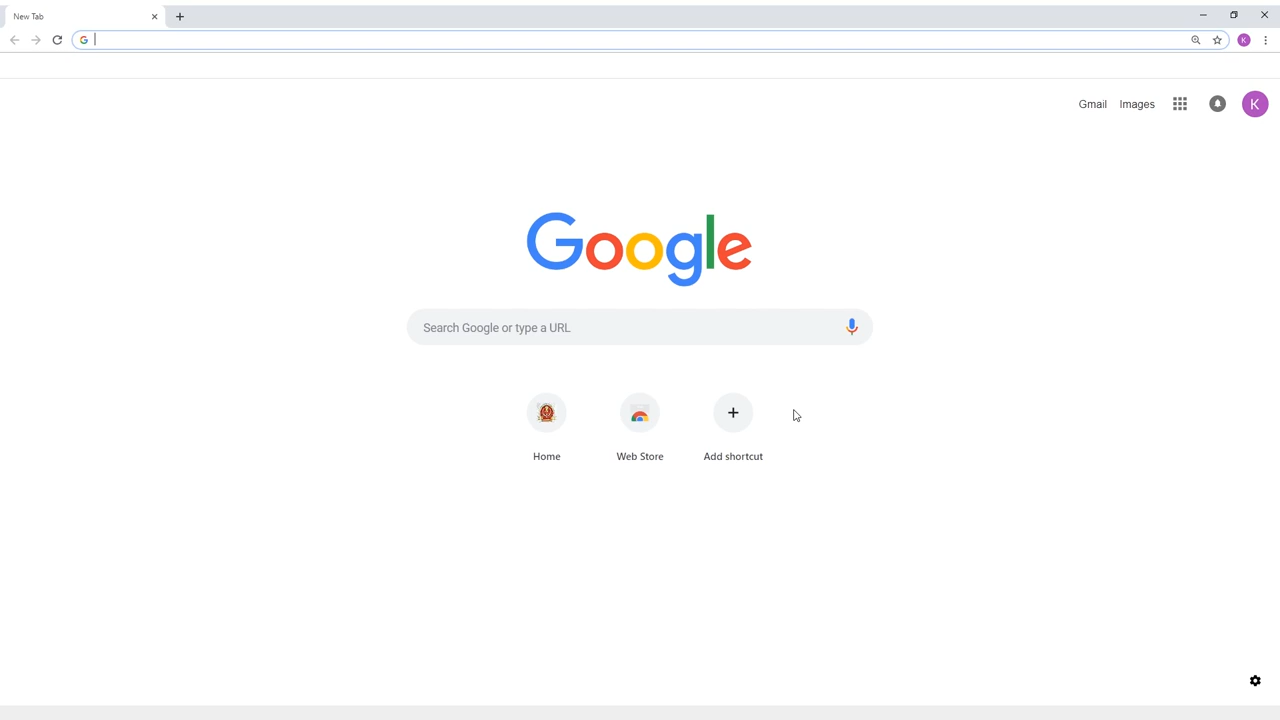 New Tab
K
Gmail Images
K
Google
Search Google or type a URL
Home Web Store Add shortcut